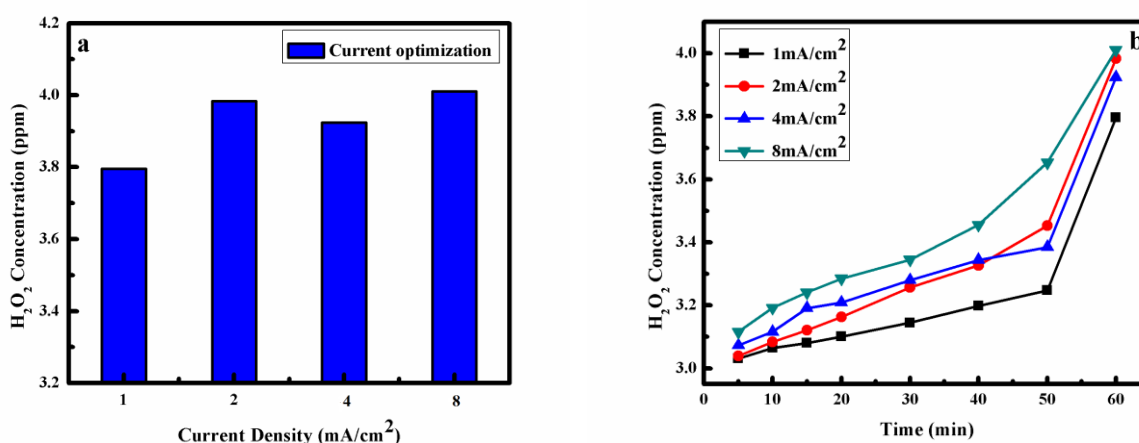 a
Current optimization
H₂O₂ Concentration (ppm)
4.2
4.0
3.8
3.6
3.4
3.2
1 2 4 8
Current Density (mA/cm²)
b
1mA/cm²
2mA/cm²
4mA/cm²
8mA/cm²
H₂O₂ Concentration (ppm)
4.0
3.8
3.6
3.4
3.2
3.0
0 10 20 30 40 50 60
Time (min)